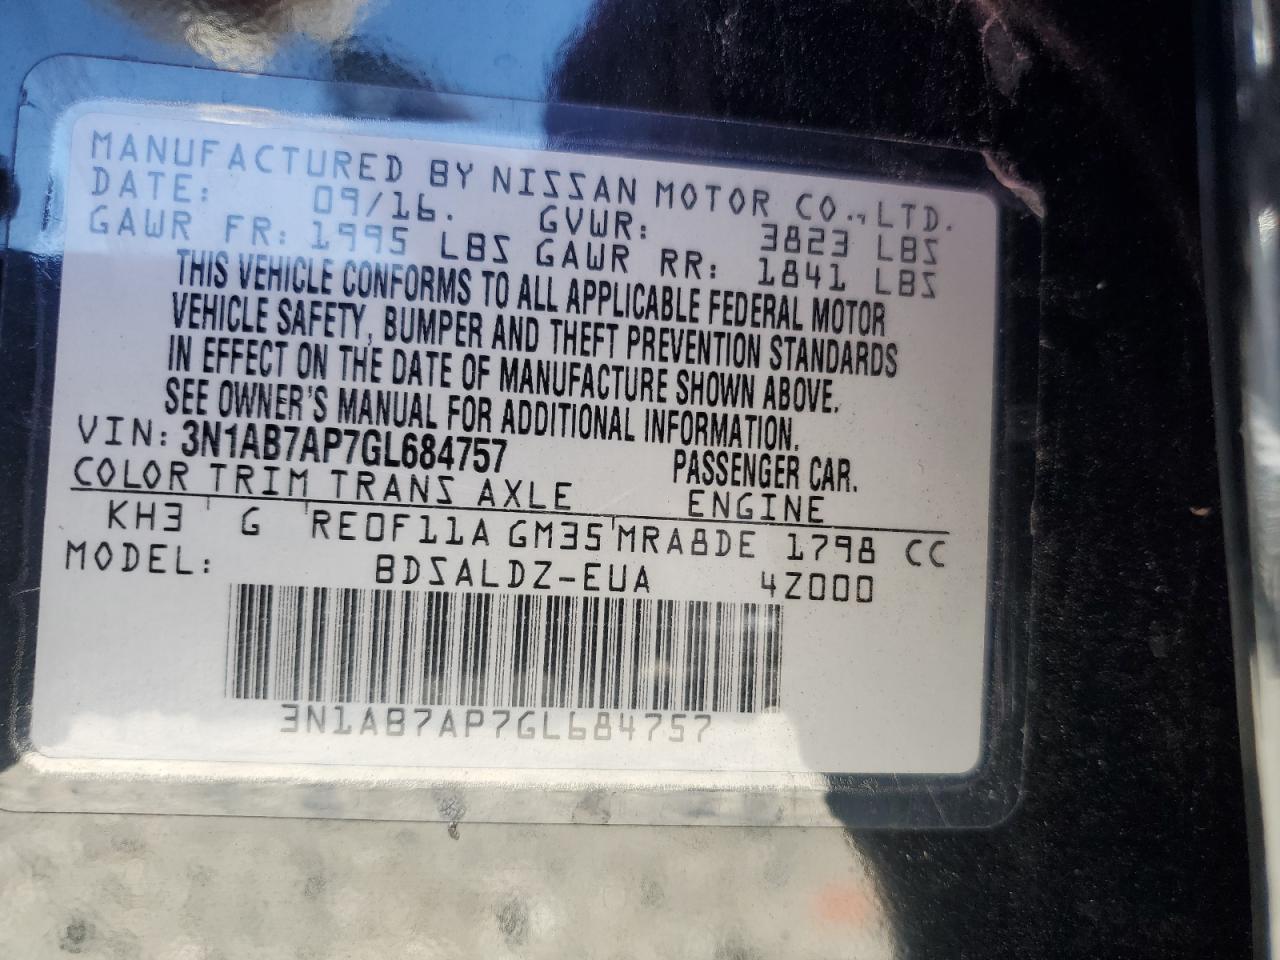 MANUFACTURED BY NISSAN MOTOR CO., LTD.
DATE: 09/16. GVWR: 3823 LBS
GAWR FR: 1995 LBS GAWR RR: 1841 LBS
THIS VEHICLE CONFORMS TO ALL APPLICABLE FEDERAL MOTOR
VEHICLE SAFETY, BUMPER AND THEFT PREVENTION STANDARDS
IN EFFECT ON THE DATE OF MANUFACTURE SHOWN ABOVE.
SEE OWNER'S MANUAL FOR ADDITIONAL INFORMATION.
VIN: 3N1AB7AP7GL684757 PASSENGER CAR.
COLOR TRIM TRANS AXLE ENGINE
KH3 G RE0F11A GM35 MRA8DE 1798 CC
MODEL: BDSALDZ-EUA 4Z000
3N1AB7AP7GL684757